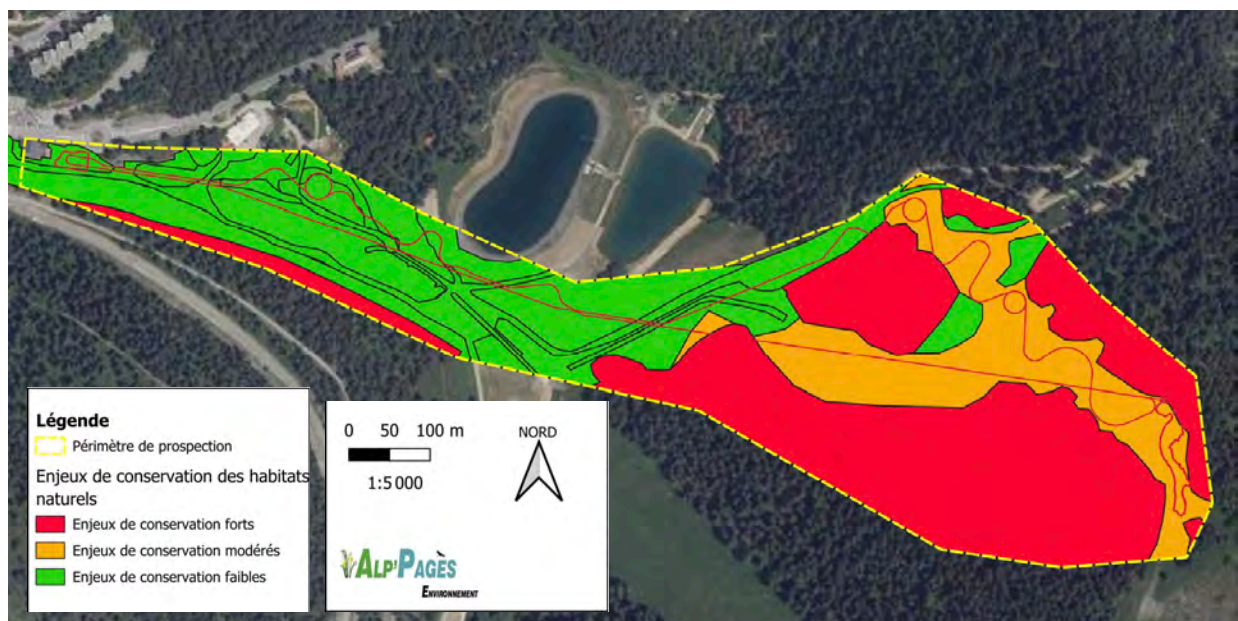 Légende
Périmètre de prospection
Enjeux de conservation des habitats
naturels
Enjeux de conservation forts
Enjeux de conservation modérés
Enjeux de conservation faibles
0 50 100 m
1:5 000
NORD
ALP'PAGÈS
ENVIRONNEMENT